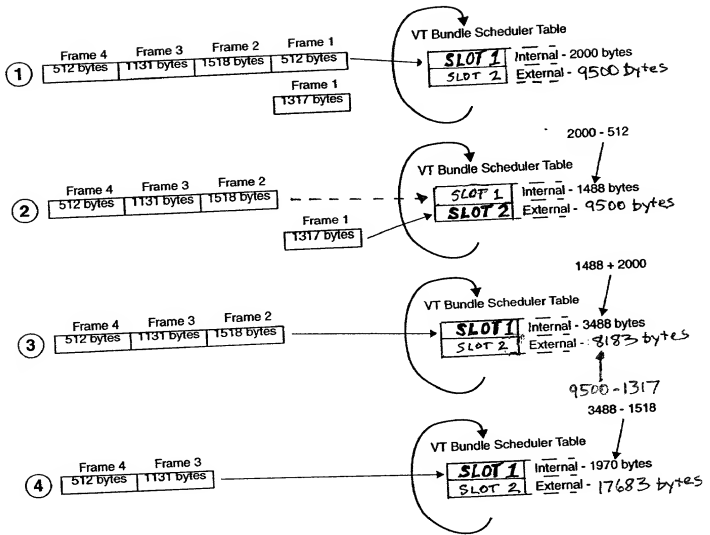 VT Bundle Scheduler Table
Frame 4 Frame 3 Frame 2 Frame 1
1 512 bytes 1131 bytes 1518 bytes 512 bytes SLOT 1 Internal - 2000 bytes
SLOT 2 External - 9500 bytes
Frame 1
1317 bytes
2000 - 512
VT Bundle Scheduler Table
Frame 4 Frame 3 Frame 2
2 512 bytes 1131 bytes 1518 bytes SLOT 1 Internal - 1488 bytes
SLOT 2 External - 9500 bytes
Frame 1
1317 bytes
1488 + 2000
VT Bundle Scheduler Table
Frame 4 Frame 3 Frame 2
3 512 bytes 1131 bytes 1518 bytes SLOT 1 Internal - 3488 bytes
SLOT 2 External - 8183 bytes
9500 - 1317
3488 - 1518
VT Bundle Scheduler Table
Frame 4 Frame 3
4 512 bytes 1131 bytes SLOT 1 Internal - 1970 bytes
SLOT 2 External - 17683 bytes